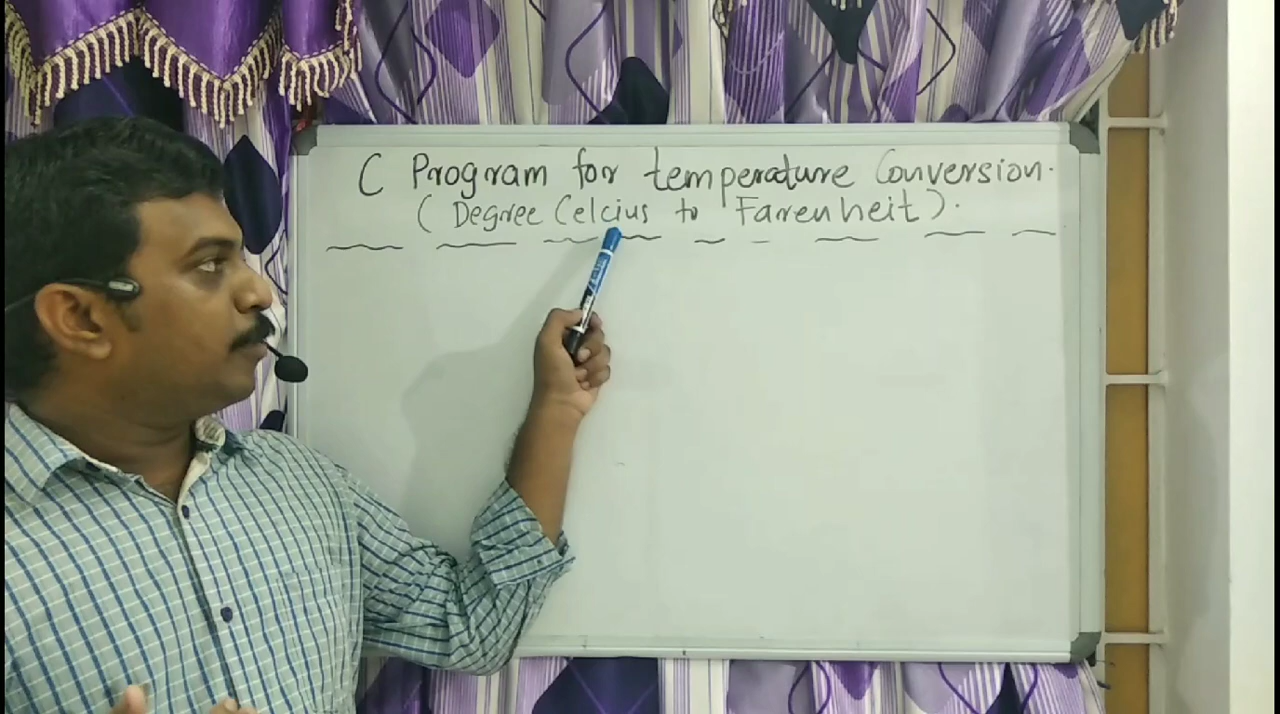 C Program for temperature Conversion.
( Degree Celcius to Farenheit ).